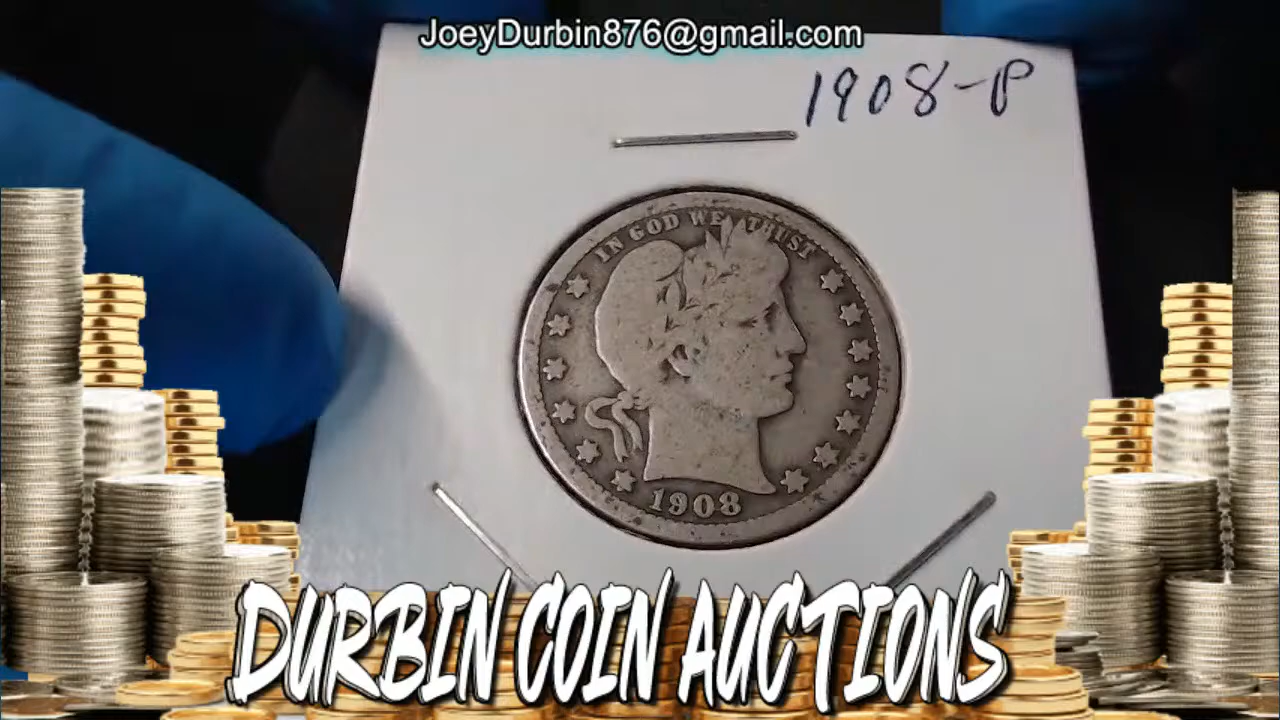 JoeyDurbin876@gmail.com
1908-P
IN GOD WE TRUST
1908
DURBIN COIN AUCTIONS